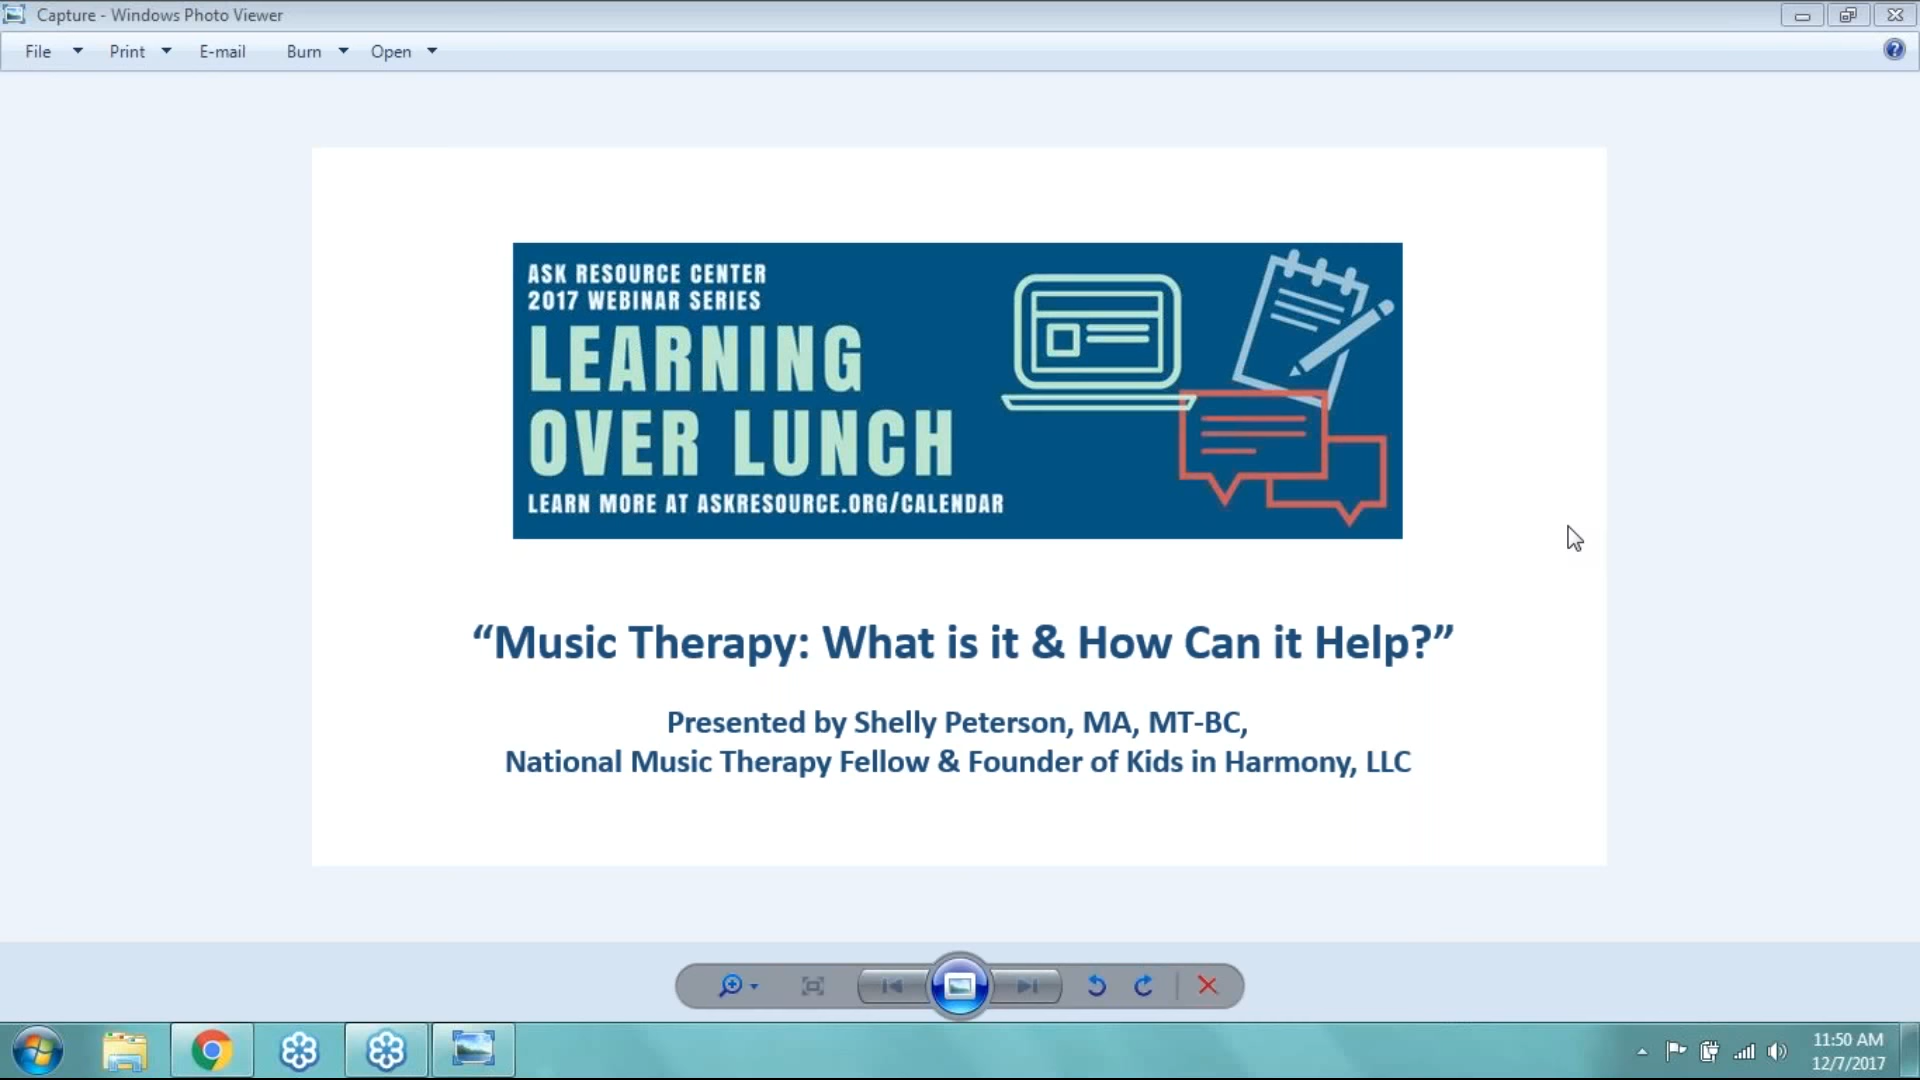 Capture - Windows Photo Viewer
File Print E-mail Burn Open
ASK RESOURCE CENTER
2017 WEBINAR SERIES
LEARNING
OVER LUNCH
LEARN MORE AT ASKRESOURCE.ORG/CALENDAR
“Music Therapy: What is it & How Can it Help?”
Presented by Shelly Peterson, MA, MT-BC,
National Music Therapy Fellow & Founder of Kids in Harmony, LLC
11:50 AM
12/7/2017